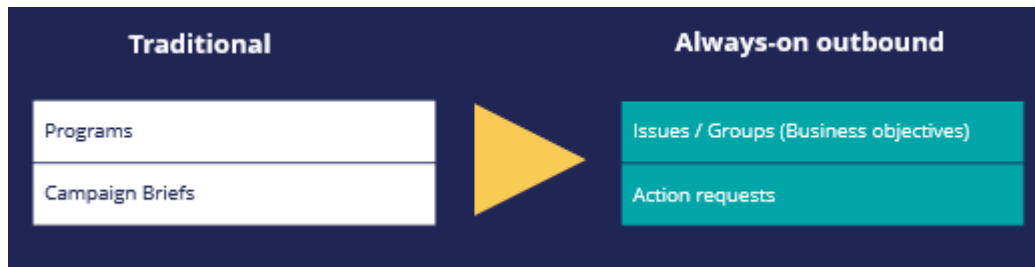 Traditional
Always-on outbound
Programs
Issues / Groups (Business objectives)
Campaign Briefs
Action requests